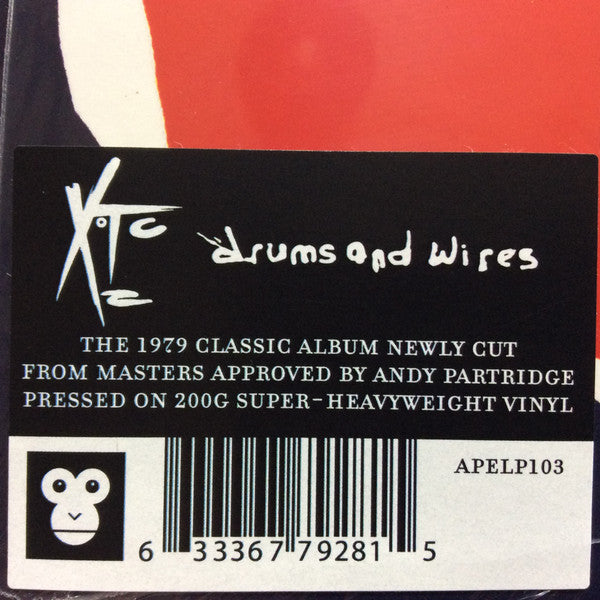 XTC
drums and wires
THE 1979 CLASSIC ALBUM NEWLY CUT
FROM MASTERS APPROVED BY ANDY PARTRIDGE
PRESSED ON 200G SUPER-HEAVYWEIGHT VINYL
APELP103
6 33367 79281 5